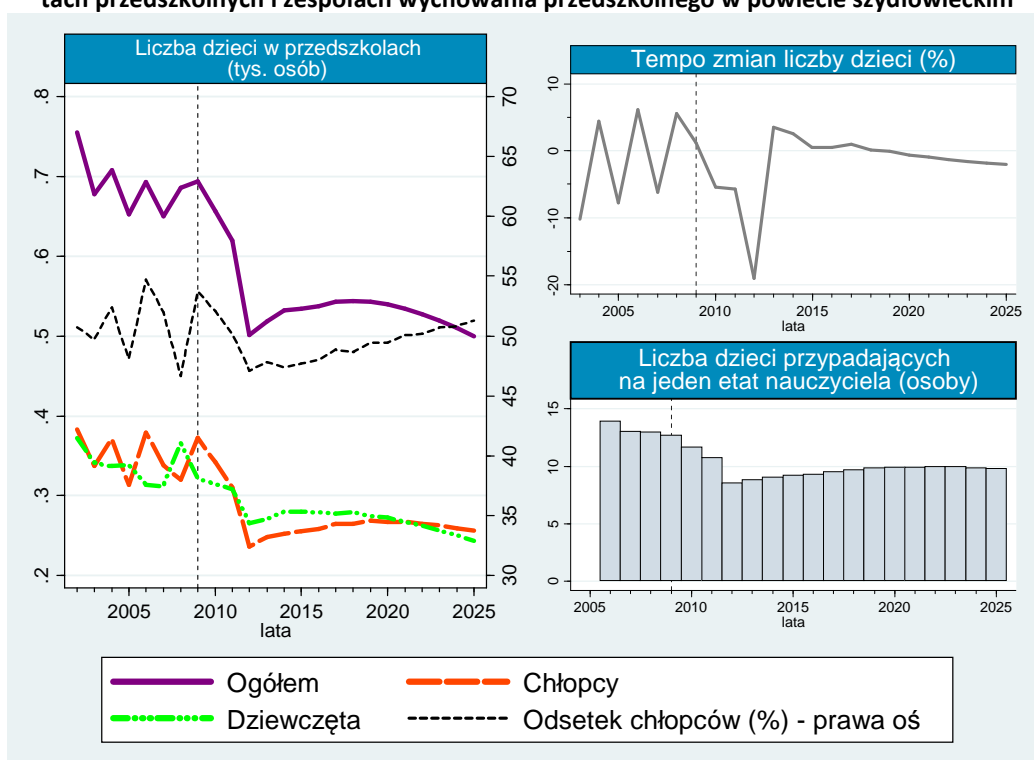 tach przedszkolnych i zespołach wychowania przedszkolnego w powiecie szydłowieckim
Liczba dzieci w przedszkolach
(tys. osób)
.8
.7
.6
.5
.4
.3
.2
70
65
60
55
50
45
40
35
30
2005 2010 2015 2020 2025
lata
Tempo zmian liczby dzieci (%)
10
0
-10
-20
2005 2010 2015 2020 2025
lata
Liczba dzieci przypadających
na jeden etat nauczyciela (osoby)
15
10
5
0
2005 2010 2015 2020 2025
lata
Ogółem Chłopcy
Dziewczęta Odsetek chłopców (%) - prawa oś